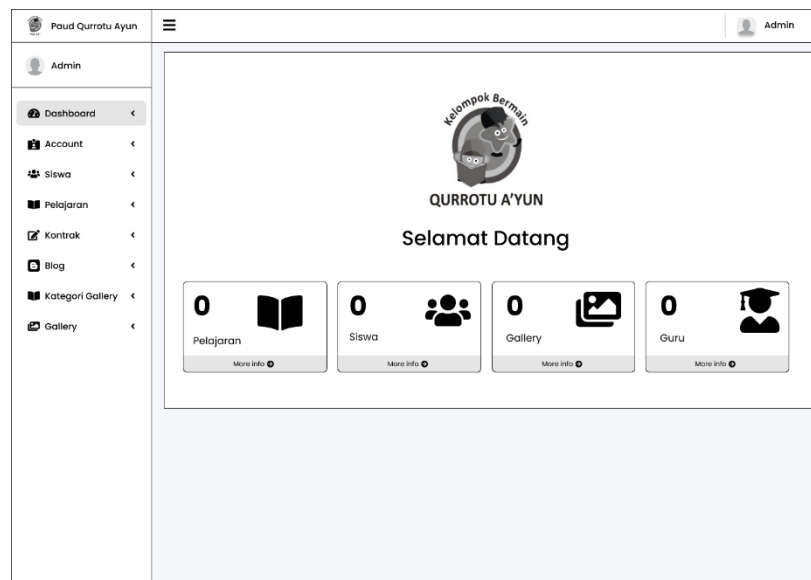 Paud Qurrotu Ayun
Admin
Admin
Dashboard
Account
Siswa
Pelajaran
Kontrak
Blog
Kategori Gallery
Gallery
Kelompok Bermain
QURROTU A'YUN
Selamat Datang
0
Pelajaran
More info
0
Siswa
More info
0
Gallery
More info
0
Guru
More info